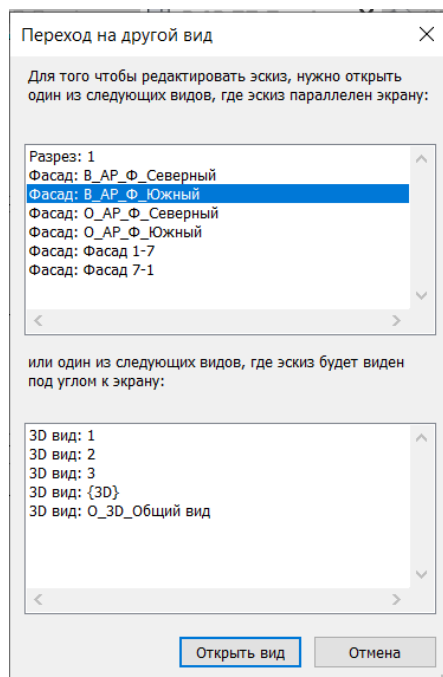 Переход на другой вид
Для того чтобы редактировать эскиз, нужно открыть
один из следующих видов, где эскиз параллелен экрану:
Разрез: 1
Фасад: В_АР_Ф_Северный
Фасад: В_АР_Ф_Южный
Фасад: О_АР_Ф_Северный
Фасад: О_АР_Ф_Южный
Фасад: Фасад 1-7
Фасад: Фасад 7-1
или один из следующих видов, где эскиз будет виден
под углом к экрану:
3D вид: 1
3D вид: 2
3D вид: 3
3D вид: {3D}
3D вид: О_3D_Общий вид
Открыть вид
Отмена